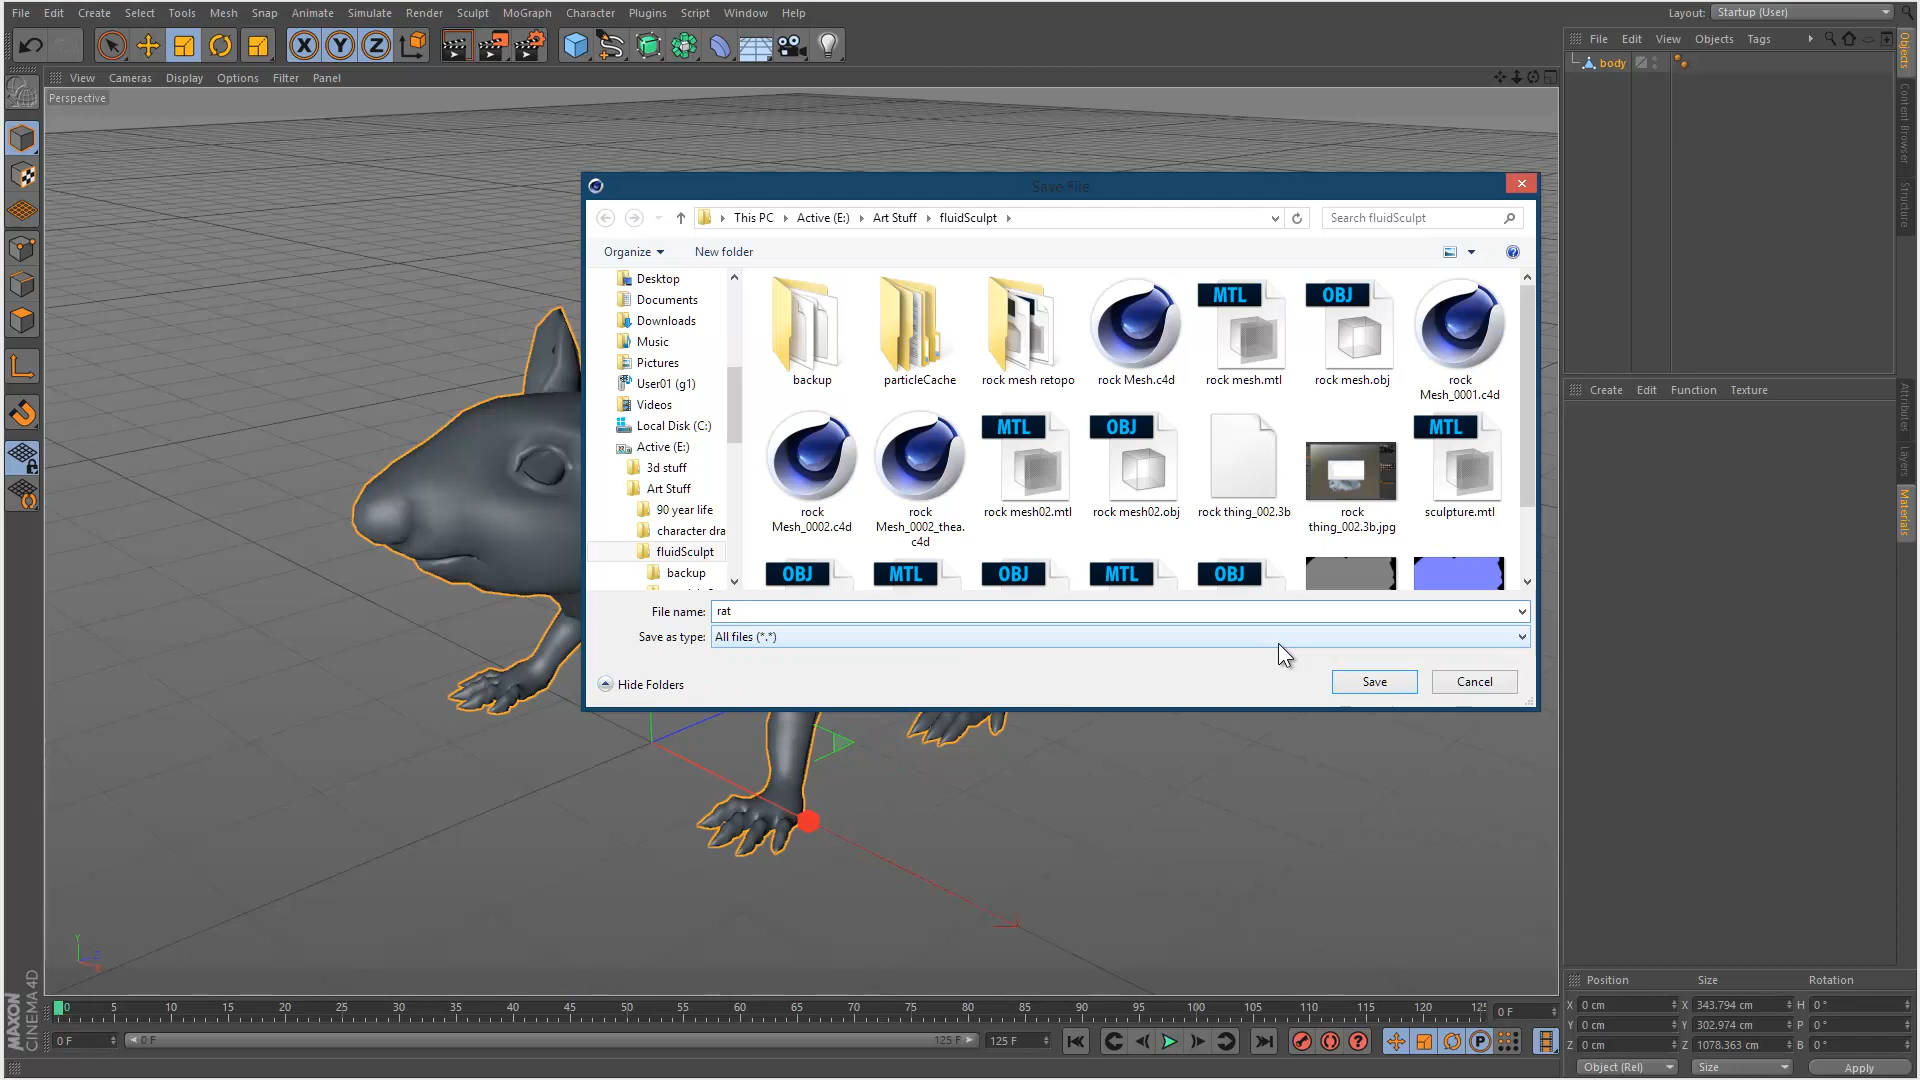 File Edit Create Select Tools Mesh Snap Animate Simulate Render Sculpt MoGraph Character Plugins Script Window Help
Layout: Startup (User)
File Edit View Objects Tags
body
View Cameras Display Options Filter Panel
Perspective
Save File
This PC Active (E:) Art Stuff fluidSculpt
Search fluidSculpt
Organize
New folder
Desktop
Documents
Downloads
Music
Pictures
User01 (g1)
Videos
Local Disk (C:)
Active (E:)
3d stuff
Art Stuff
90 year life
character dra
fluidSculpt
backup
backup
particleCache
rock mesh retopo
rock Mesh.c4d
MTL
rock mesh.mtl
OBJ
rock mesh.obj
rock
Mesh_0001.c4d
rock
Mesh_0002.c4d
rock
Mesh_0002_thea.
c4d
MTL
rock mesh02.mtl
OBJ
rock mesh02.obj
rock thing_002.3b
rock
thing_002.3b.jpg
MTL
sculpture.mtl
OBJ
MTL
OBJ
MTL
OBJ
File name: rat
Save as type: All files (*.*)
Hide Folders
Save
Cancel
Objects
Content Browser
Structure
Create Edit Function Texture
Attributes
Layers
Materials
Y
Z
X
MAXON
CINEMA 4D
0 5 10 15 20 25 30 35 40 45 50 55 60 65 70 75 80 85 90 95 100 105 110 115 120 12
0 F
0 F
0 F
125 F
125 F
P
Position Size Rotation
X 0 cm X 343.794 cm H 0 °
Y 0 cm Y 302.974 cm P 0 °
Z 0 cm Z 1078.363 cm B 0 °
Object (Rel) Size Apply
X Y Z